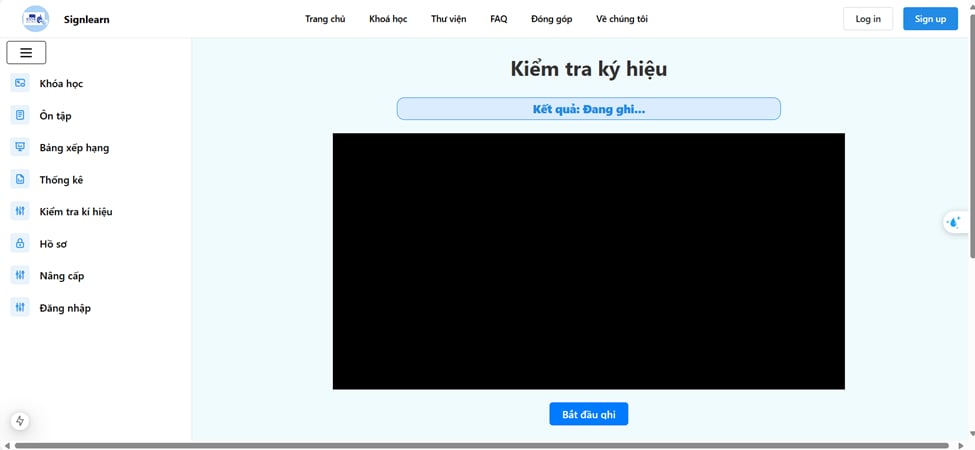 Signlearn
Trang chủ Khoá học Thư viện FAQ Đóng góp Về chúng tôi
Log in Sign up
Khóa học
Ôn tập
Bảng xếp hạng
Thống kê
Kiểm tra kí hiệu
Hồ sơ
Nâng cấp
Đăng nhập
Kiểm tra ký hiệu
Kết quả: Đang ghi...
Bắt đầu ghi